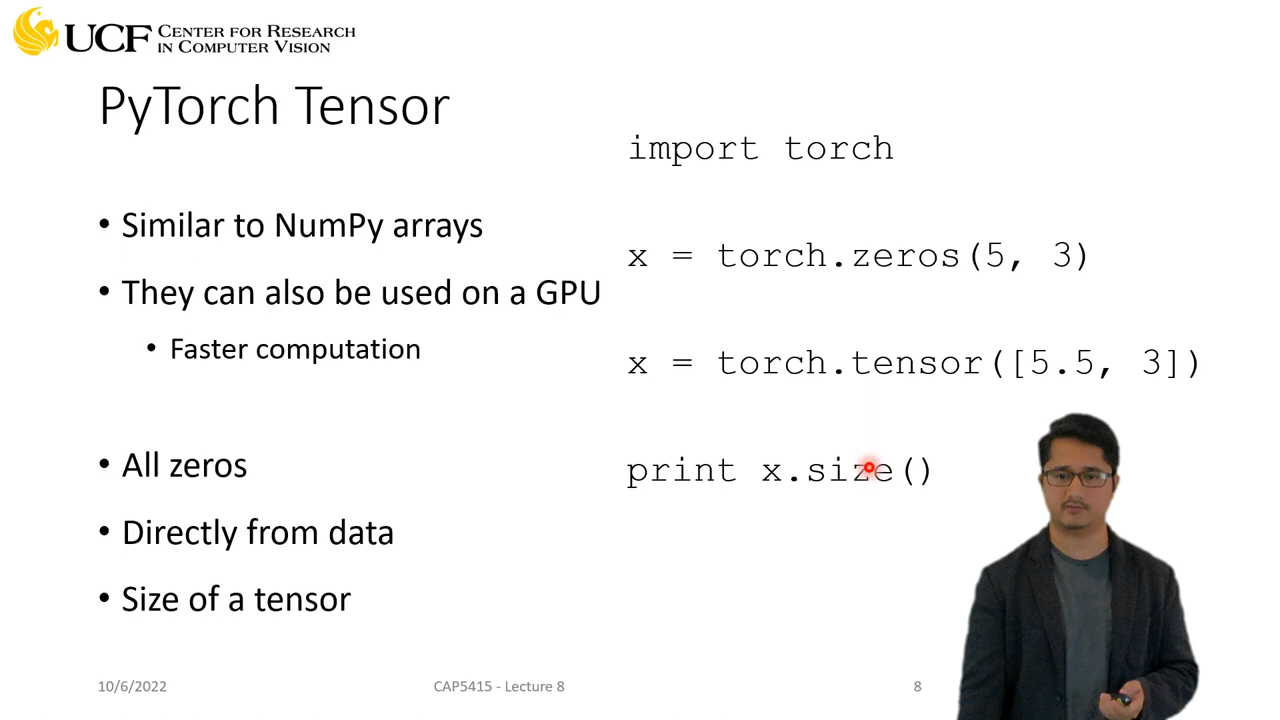 UCF CENTER FOR RESEARCH
IN COMPUTER VISION
PyTorch Tensor
• Similar to NumPy arrays
• They can also be used on a GPU
• Faster computation
• All zeros
• Directly from data
• Size of a tensor
import torch
x = torch.zeros(5, 3)
x = torch.tensor([5.5, 3])
print x.size()
10/6/2022
CAP5415 - Lecture 8
8